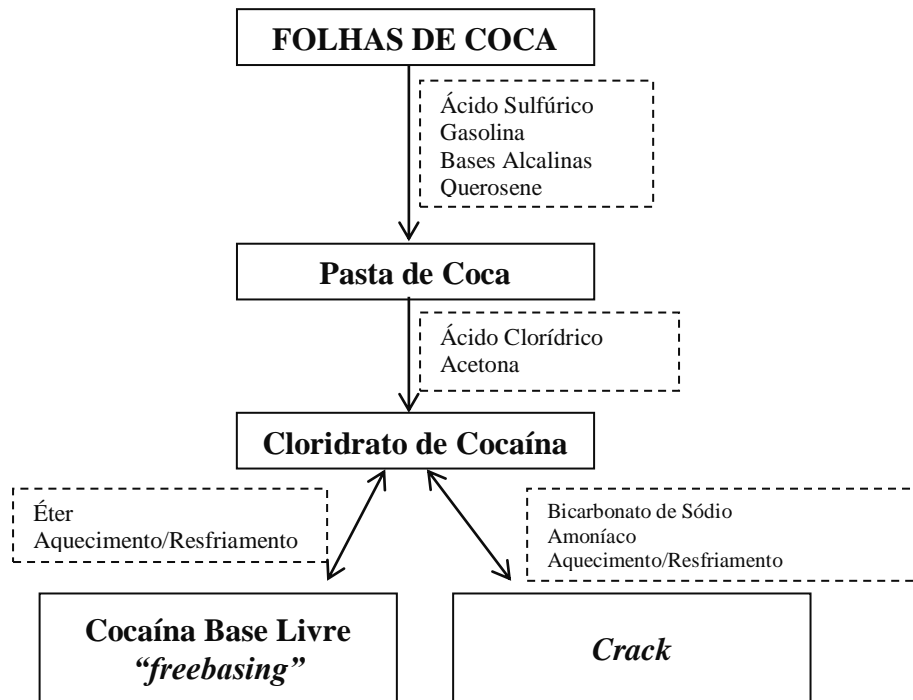 FOLHAS DE COCA
Ácido Sulfúrico
Gasolina
Bases Alcalinas
Querosene
Pasta de Coca
Ácido Clorídrico
Acetona
Cloridrato de Cocaína
Éter
Aquecimento/Resfriamento
Bicarbonato de Sódio
Amoníaco
Aquecimento/Resfriamento
Cocaína Base Livre
“freebasing”
Crack